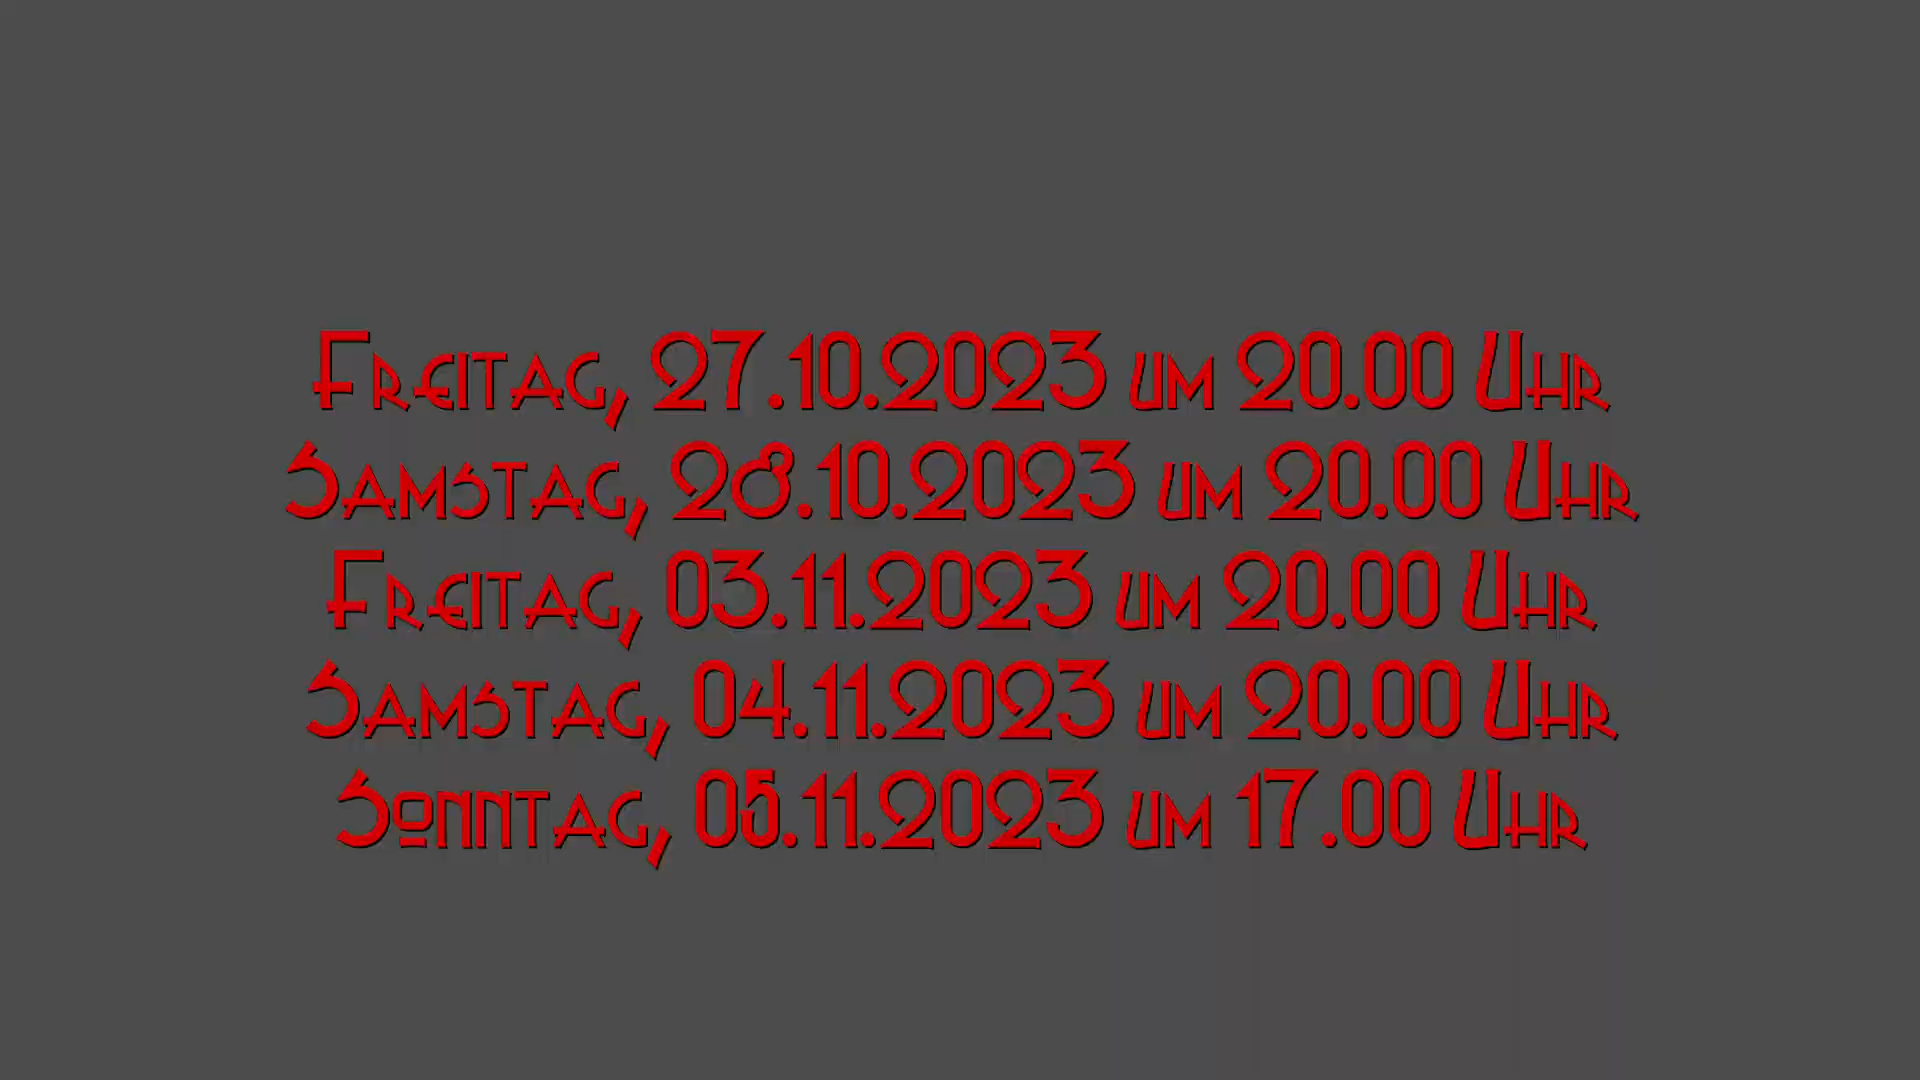 Freitag, 27.10.2023 um 20.00 Uhr
Samstag, 28.10.2023 um 20.00 Uhr
Freitag, 03.11.2023 um 20.00 Uhr
Samstag, 04.11.2023 um 20.00 Uhr
Sonntag, 05.11.2023 um 17.00 Uhr